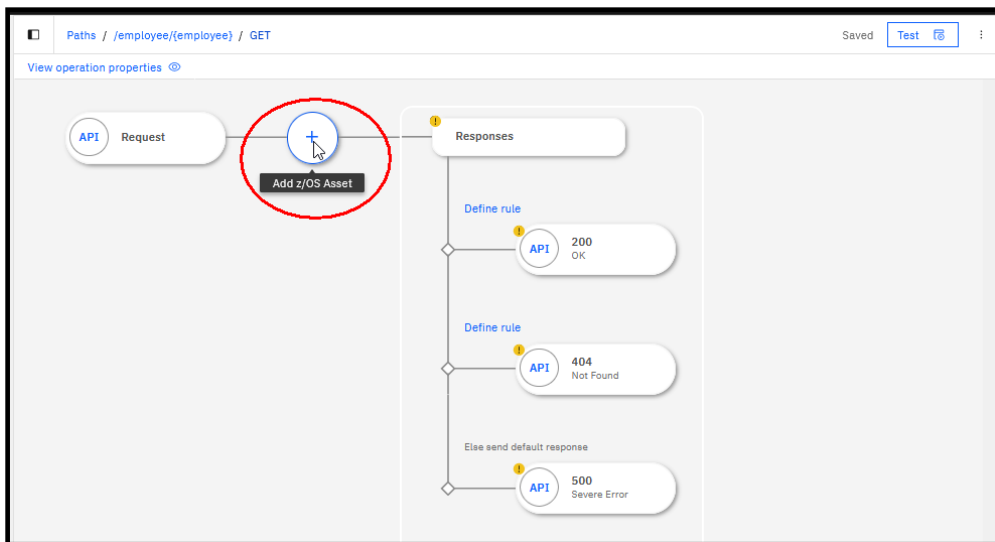 Paths / /employee/{employee} / GET
Saved
Test
View operation properties
API Request
+
Add z/OS Asset
! Responses
Define rule
!
API
200
OK
Define rule
!
API
404
Not Found
Else send default response
!
API
500
Severe Error